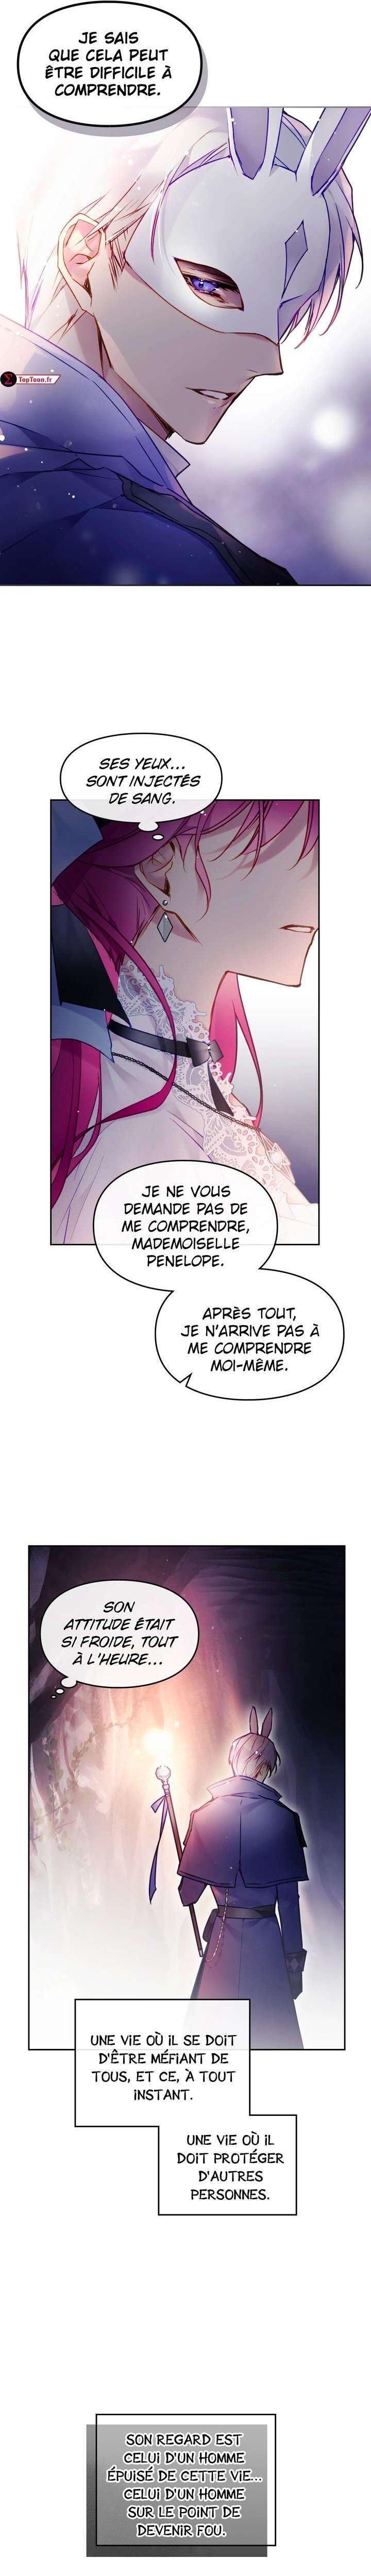 JE SAIS
QUE CELA PEUT
ÊTRE DIFFICILE À
COMPRENDRE.
TopToon.fr
SES YEUX...
SONT INJECTÉS
DE SANG.
JE NE VOUS
DEMANDE PAS DE
ME COMPRENDRE,
MADEMOISELLE
PENELOPE.
APRÈS TOUT,
JE N'ARRIVE PAS À
ME COMPRENDRE
MOI-MÊME.
SON
ATTITUDE ÉTAIT
SI FROIDE, TOUT
À L'HEURE...
UNE VIE OÙ IL SE DOIT
D'ÊTRE MÉFIANT DE
TOUS, ET CE, À TOUT
INSTANT.
UNE VIE OÙ IL
DOIT PROTÉGER
D'AUTRES
PERSONNES.
SON REGARD EST
CELUI D'UN HOMME
ÉPUISÉ DE CETTE VIE...
CELUI D'UN HOMME
SUR LE POINT DE
DEVENIR FOU.